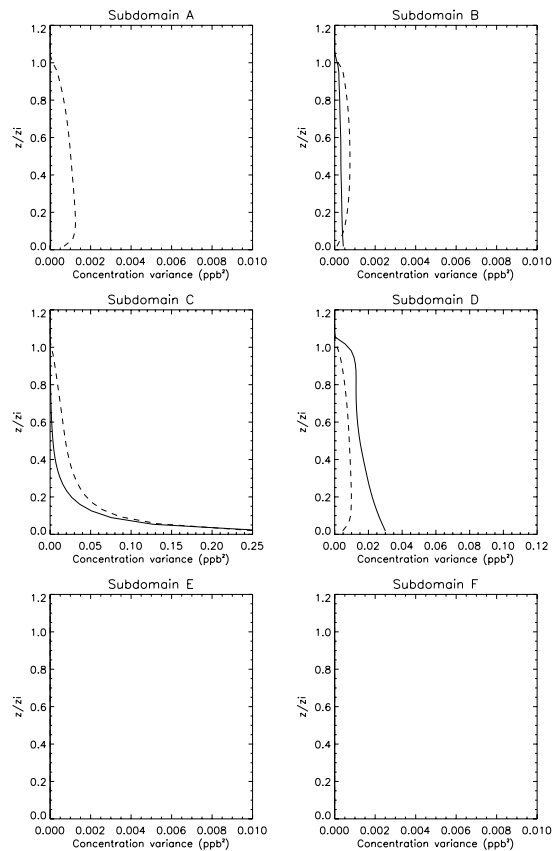 Subdomain A
1.2
1.0
0.8
0.6
0.4
0.2
0.0
z/zi
0.000 0.002 0.004 0.006 0.008 0.010
Concentration variance (ppb²)
Subdomain B
1.2
1.0
0.8
0.6
0.4
0.2
0.0
z/zi
0.000 0.002 0.004 0.006 0.008 0.010
Concentration variance (ppb²)
Subdomain C
1.2
1.0
0.8
0.6
0.4
0.2
0.0
z/zi
0.00 0.05 0.10 0.15 0.20 0.25
Concentration variance (ppb²)
Subdomain D
1.2
1.0
0.8
0.6
0.4
0.2
0.0
z/zi
0.00 0.02 0.04 0.06 0.08 0.10 0.12
Concentration variance (ppb²)
Subdomain E
1.2
1.0
0.8
0.6
0.4
0.2
0.0
z/zi
0.000 0.002 0.004 0.006 0.008 0.010
Concentration variance (ppb²)
Subdomain F
1.2
1.0
0.8
0.6
0.4
0.2
0.0
z/zi
0.000 0.002 0.004 0.006 0.008 0.010
Concentration variance (ppb²)